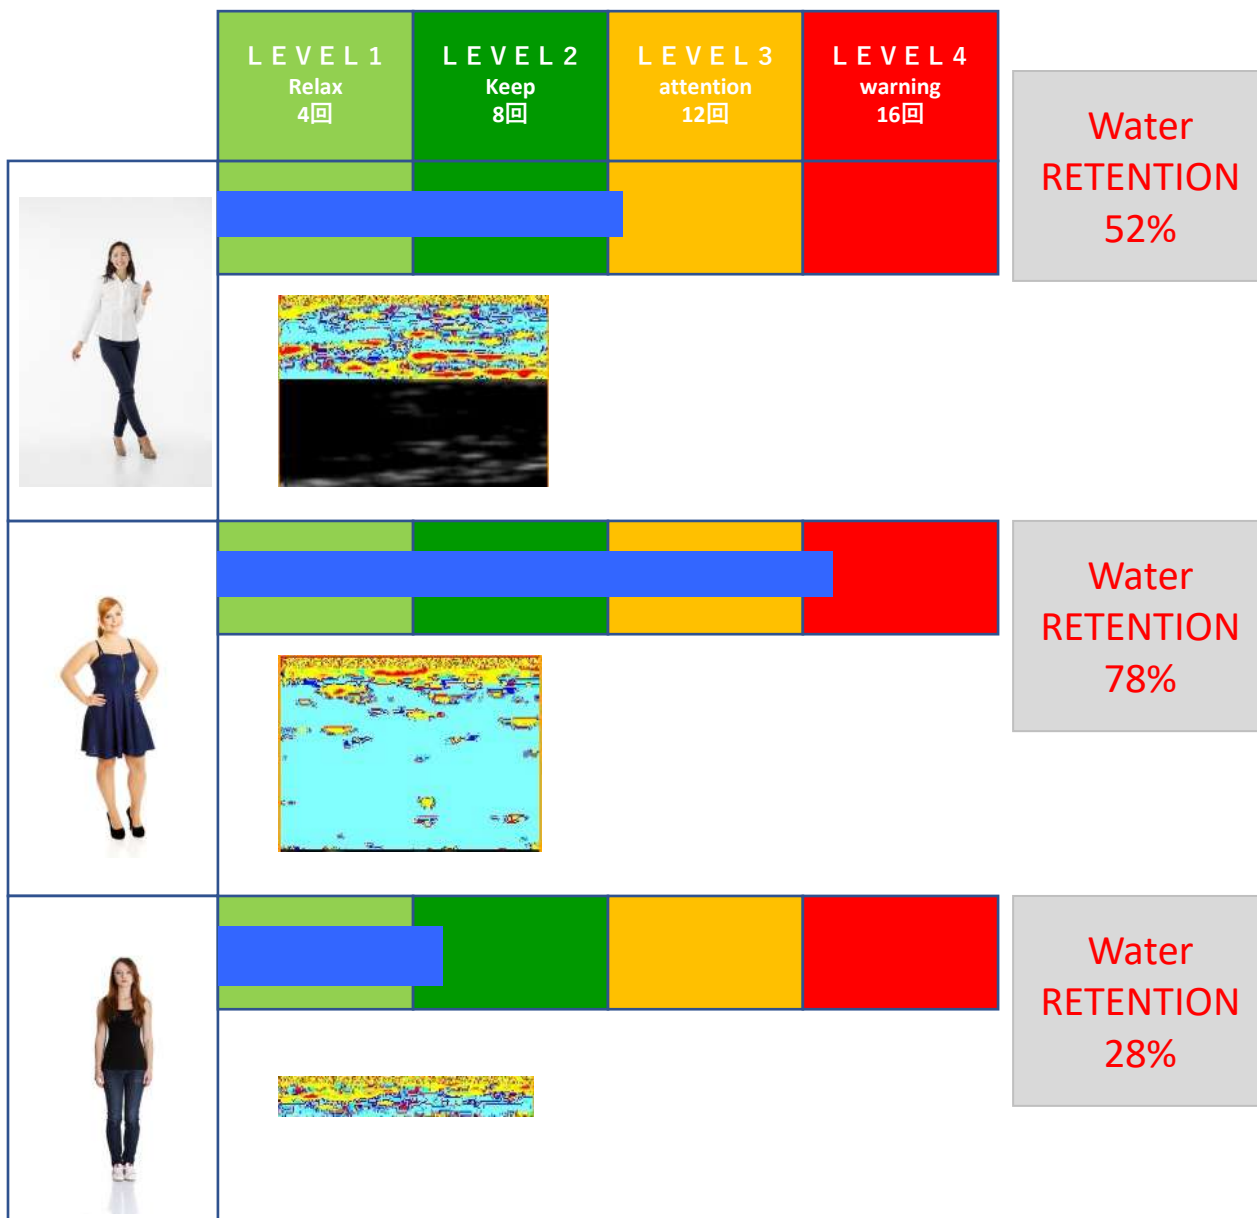 ＬＥＶＥＬ１
Relax
4回
ＬＥＶＥＬ２
Keep
8回
ＬＥＶＥＬ３
attention
12回
ＬＥＶＥＬ４
warning
16回
Water
RETENTION
52%
Water
RETENTION
78%
Water
RETENTION
28%